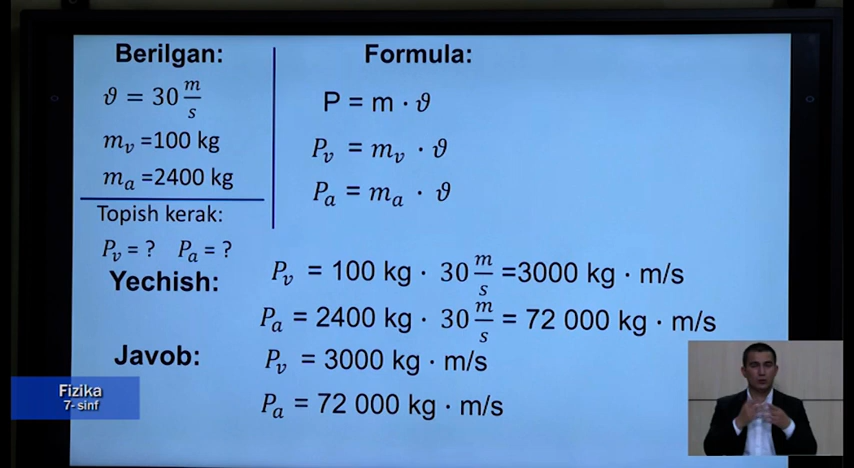 Berilgan:
ϑ = 30 m/s
m_v =100 kg
m_a =2400 kg
Topish kerak:
P_v = ? P_a = ?
Formula:
P = m · ϑ
P_v = m_v · ϑ
P_a = m_a · ϑ
Yechish:
P_v = 100 kg · 30 m/s =3000 kg · m/s
P_a = 2400 kg · 30 m/s = 72 000 kg · m/s
Javob:
P_v = 3000 kg · m/s
P_a = 72 000 kg · m/s
Fizika
7- sinf